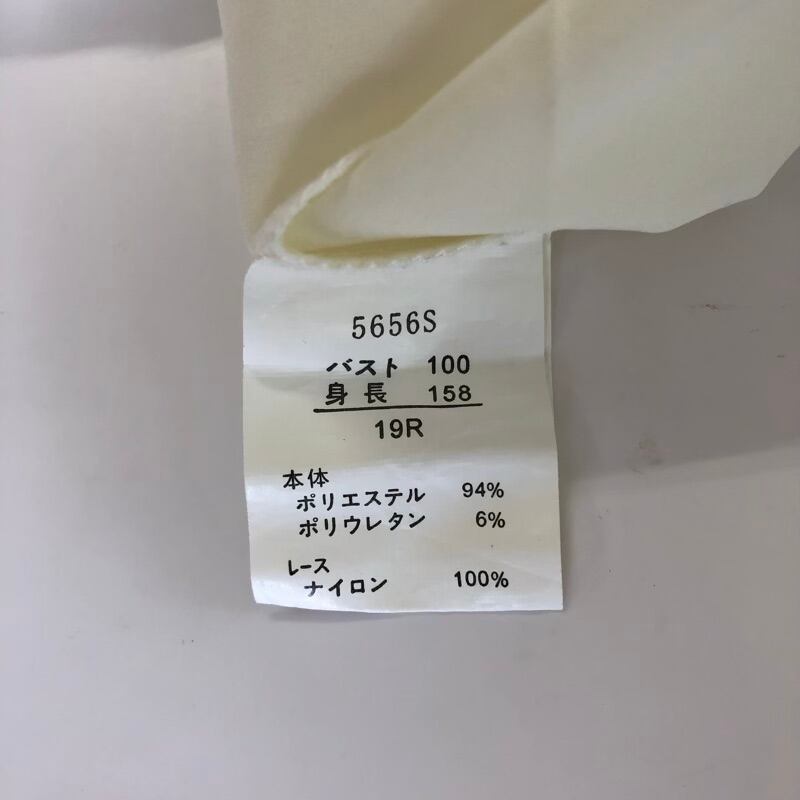 5656S
バスト 100
身長 158
19R
本体
ポリエステル 94%
ポリウレタン 6%
レース
ナイロン 100%